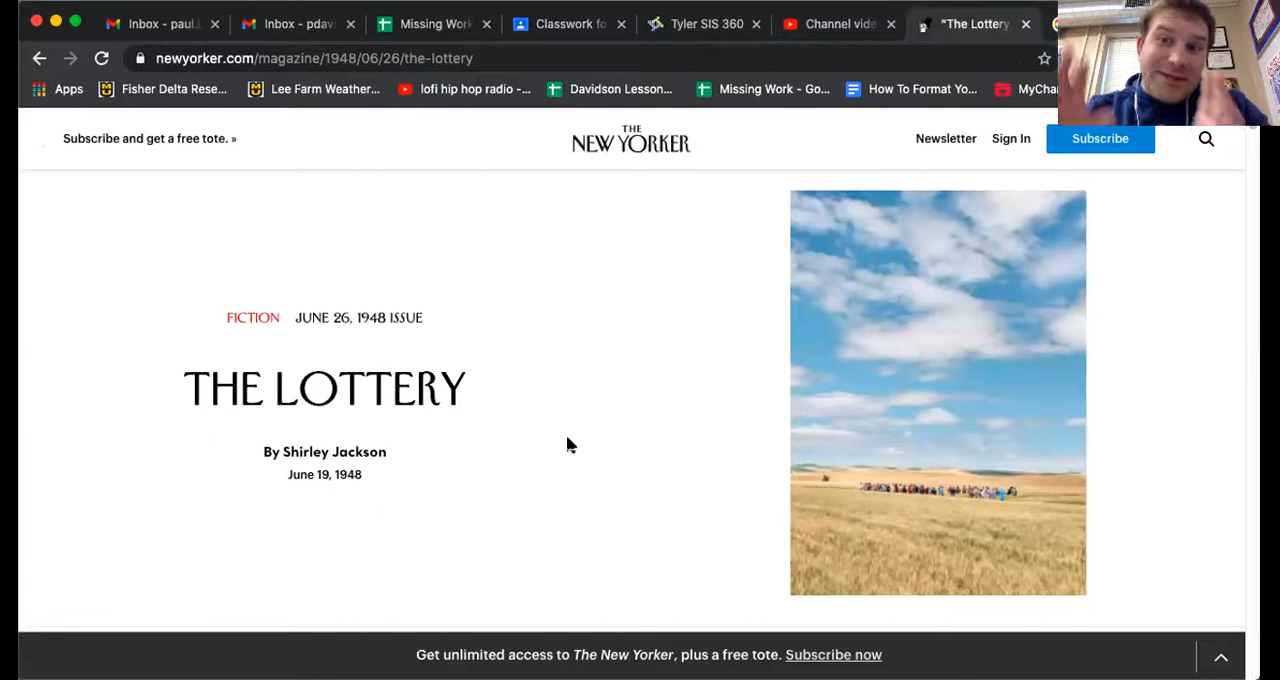 Inbox - paul.l
Inbox - pdavi
Missing Work
Classwork fo
Tyler SIS 360
Channel vide
"The Lottery,
newyorker.com/magazine/1948/06/26/the-lottery
Apps
Fisher Delta Rese...
Lee Farm Weather...
lofi hip hop radio -...
Davidson Lesson...
Missing Work - Go...
How To Format Yo...
MyChar
Subscribe and get a free tote. »
THE
NEW YORKER
Newsletter
Sign In
Subscribe
FICTION JUNE 26, 1948 ISSUE
THE LOTTERY
By Shirley Jackson
June 19, 1948
Get unlimited access to The New Yorker, plus a free tote. Subscribe now